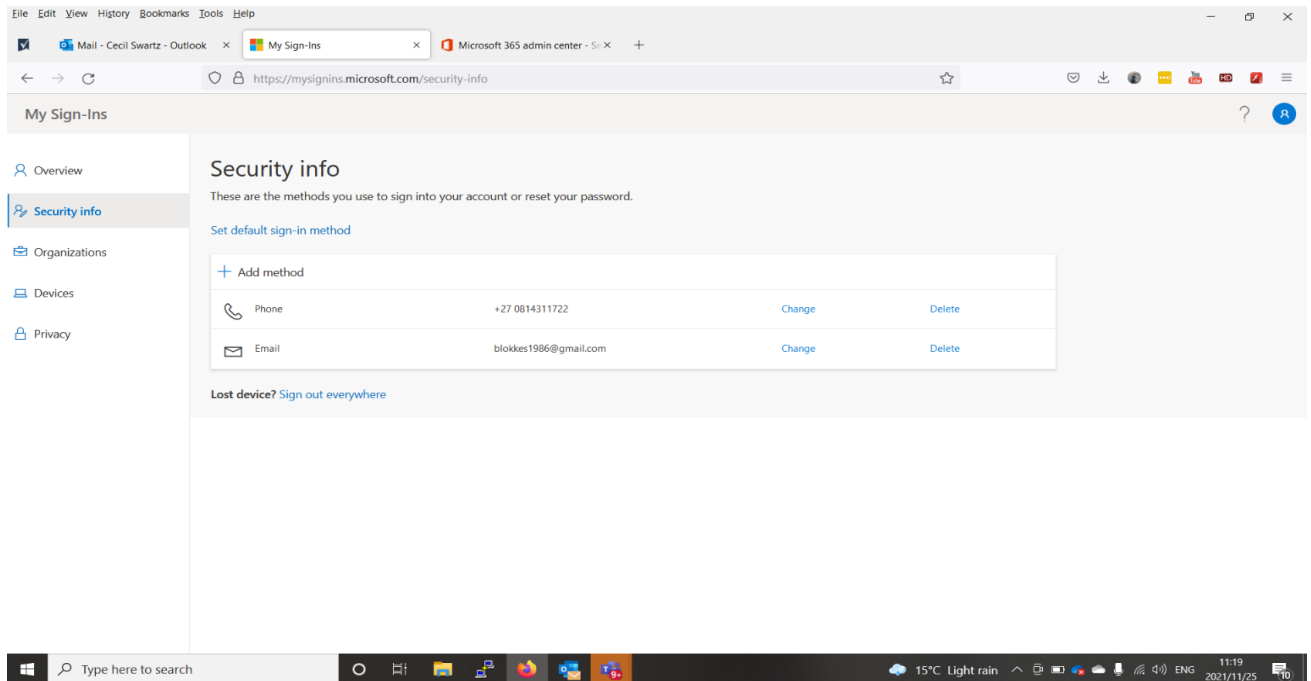 File Edit View History Bookmarks Tools Help
Mail - Cecil Swartz - Outlook My Sign-Ins Microsoft 365 admin center - Se
https://mysignins.microsoft.com/security-info HD
My Sign-Ins ? R
Overview
Security info
Organizations
Devices
Privacy
Security info
These are the methods you use to sign into your account or reset your password.
Set default sign-in method
+ Add method
Phone +27 0814311722 Change Delete
Email blokkes1986@gmail.com Change Delete
Lost device? Sign out everywhere
Type here to search 9+ 15°C Light rain ENG 11:19
2021/11/25 10